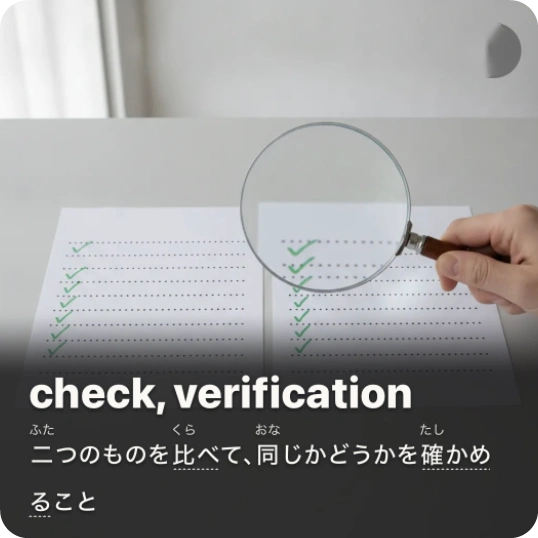 check, verification
ふた くら おな たし
二つのものを比べて、同じかどうかを確かめ
ること